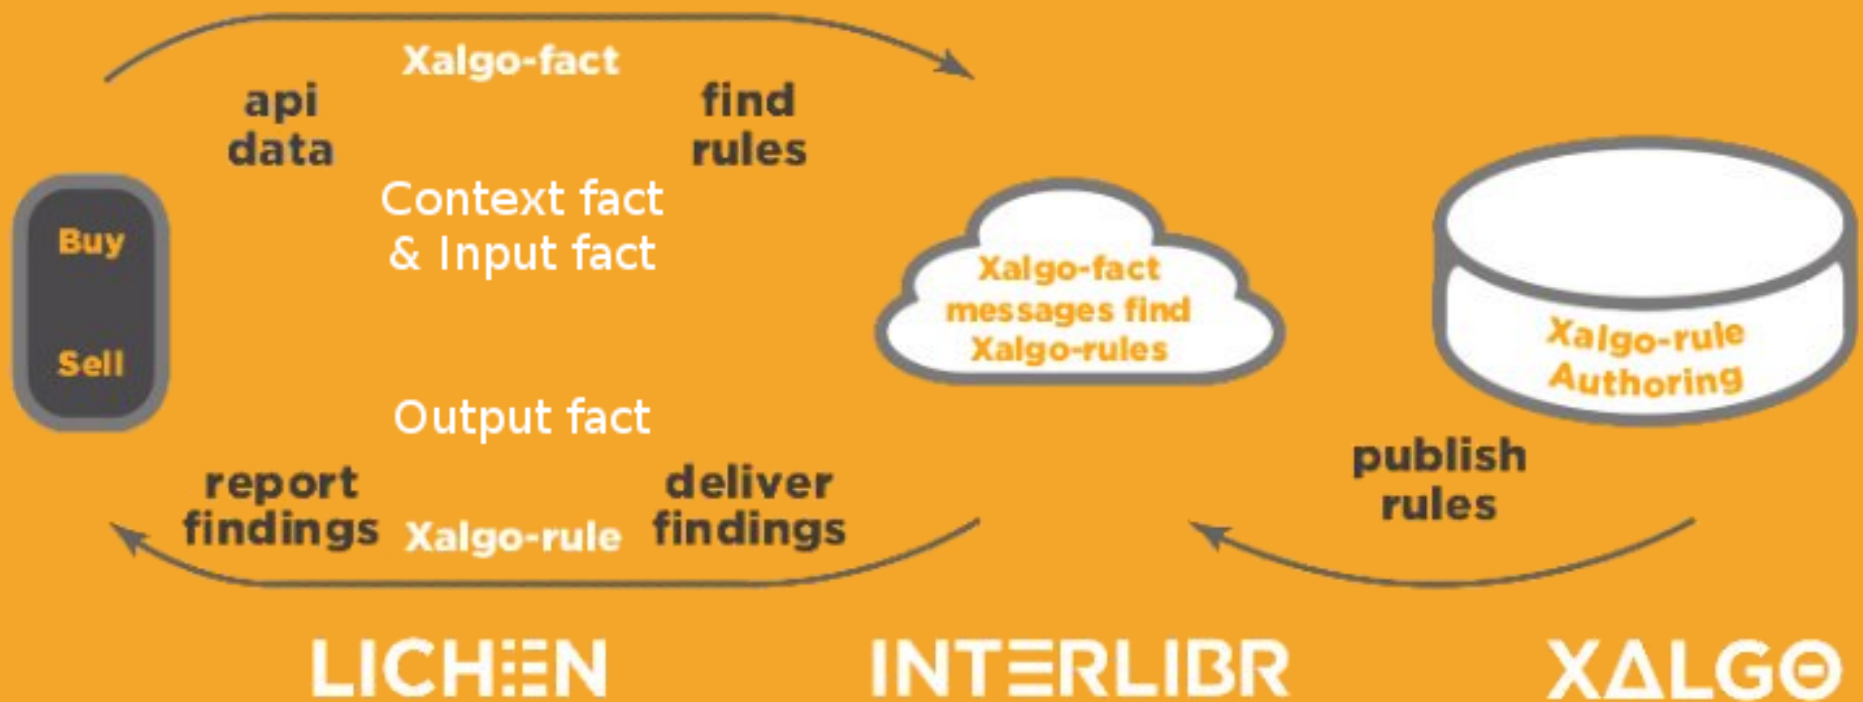 Xalgo-fact
api
data
find
rules
Context fact
& Input fact
Buy
Sell
Xalgo-fact
messages find
Xalgo-rules
Xalgo-rule
Authoring
Output fact
report
findings
Xalgo-rule
deliver
findings
publish
rules
LICHEN
INTERLIBR
XALGO